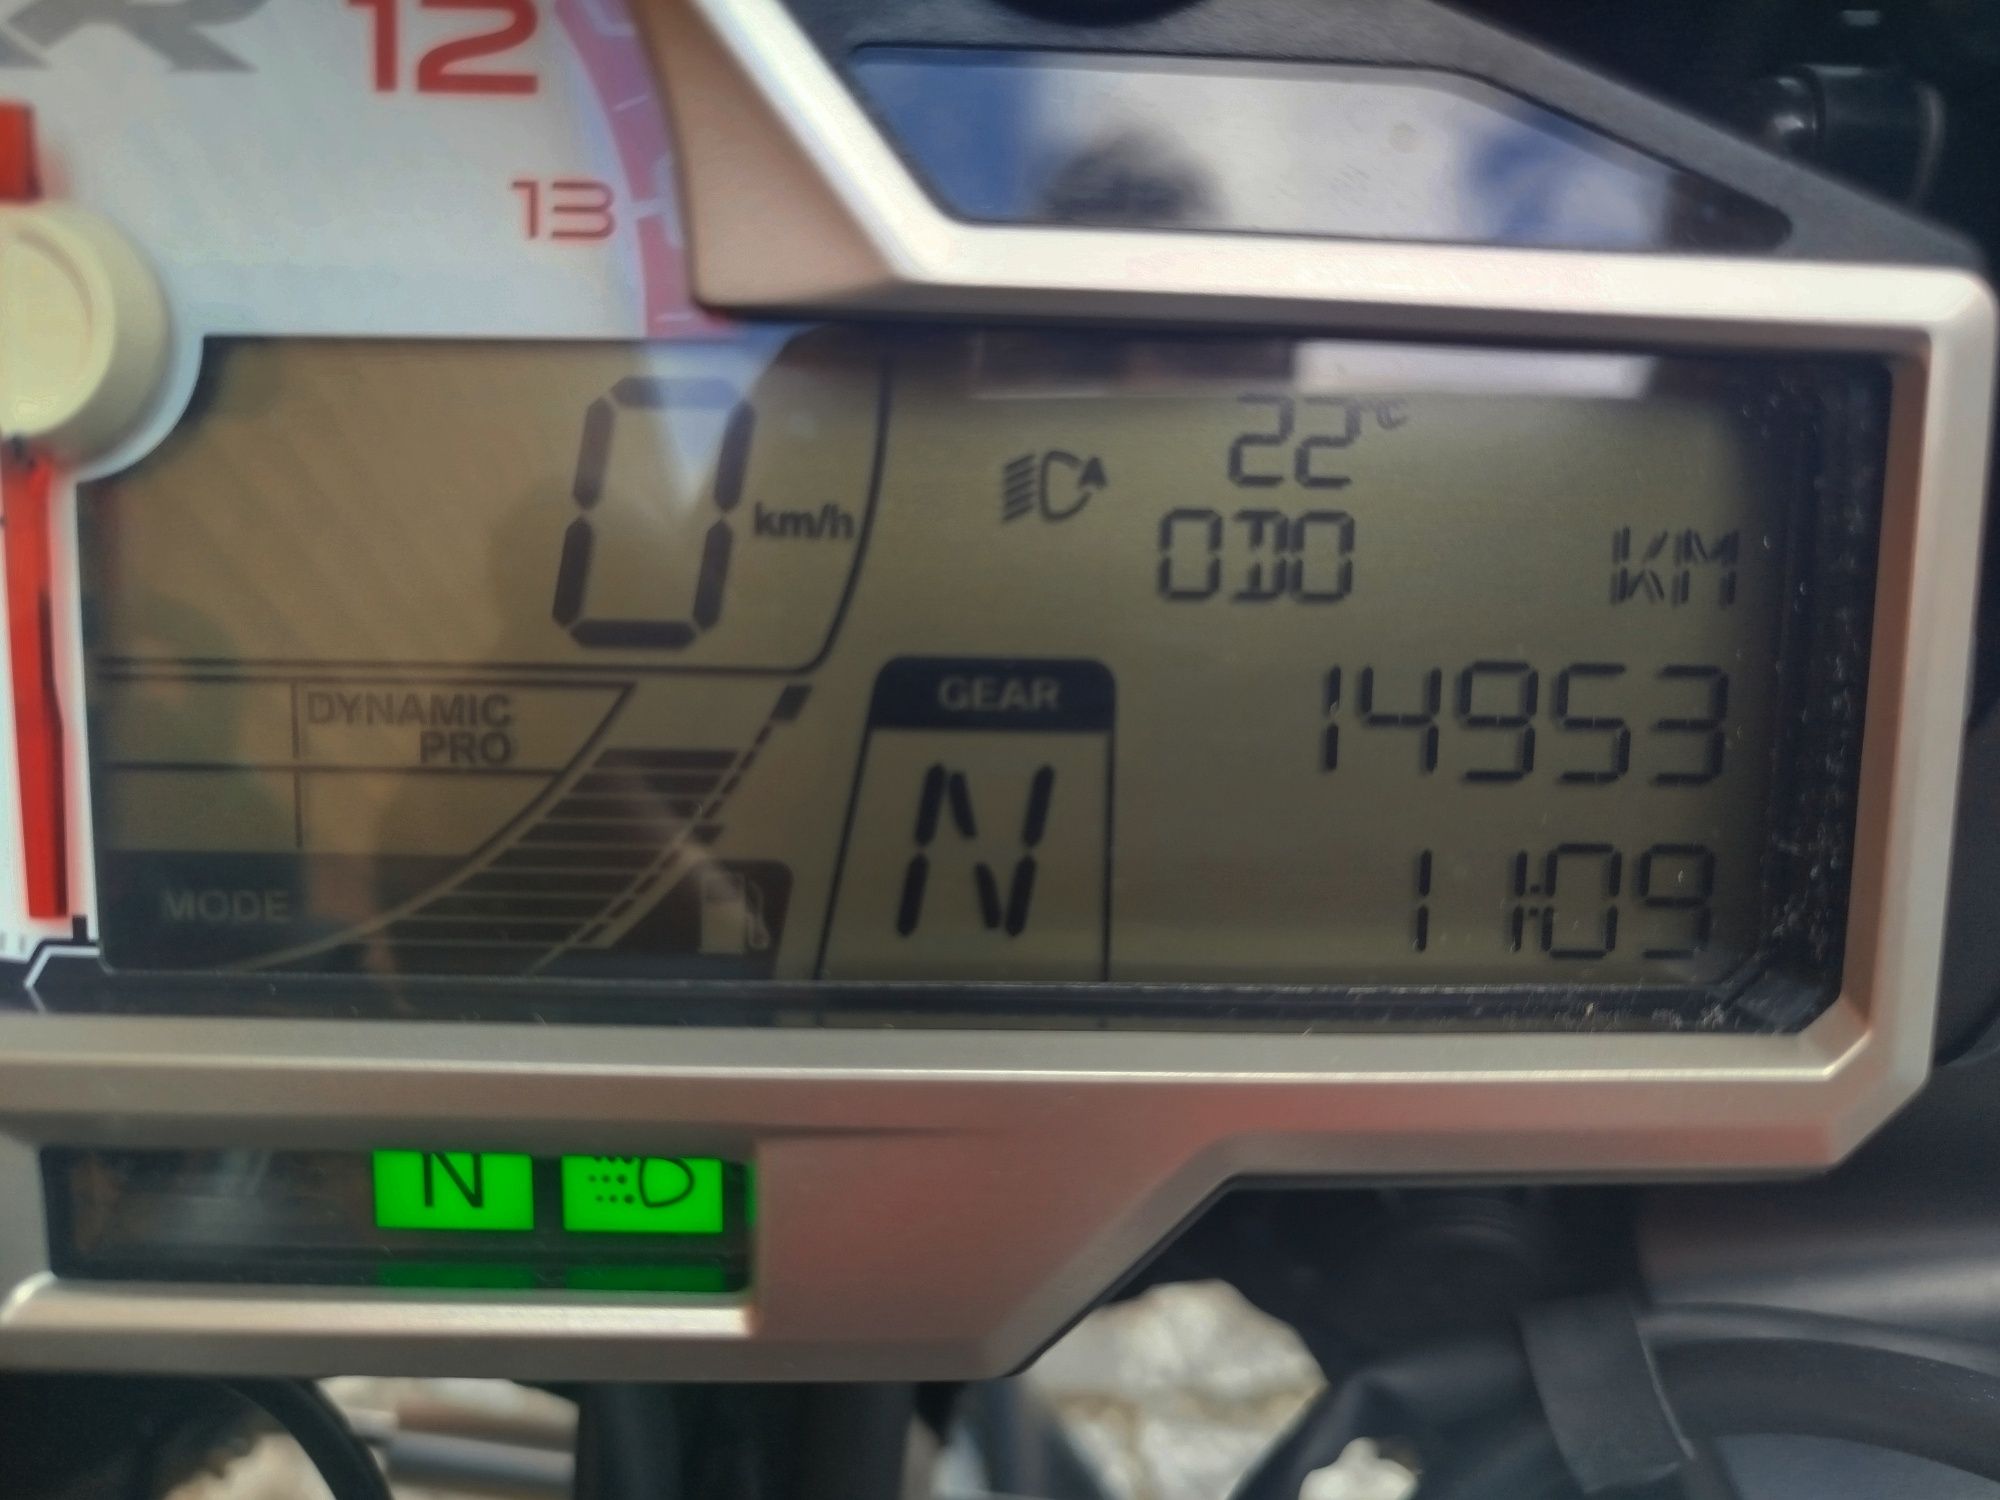 12
13
22°C
0 km/h
ODO KM
DYNAMIC
PRO
GEAR
14953
N
MODE
11:09
N